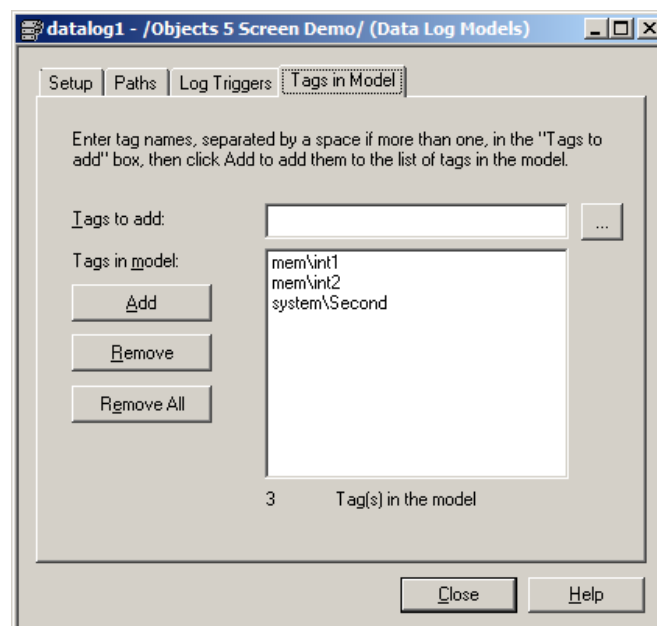 datalog1 - /Objects 5 Screen Demo/ (Data Log Models)
Setup Paths Log Triggers Tags in Model
Enter tag names, separated by a space if more than one, in the "Tags to
add" box, then click Add to add them to the list of tags in the model.
Tags to add:
...
Tags in model:
mem\int1
mem\int2
system\Second
Add
Remove
Remove All
3 Tag(s) in the model
Close Help